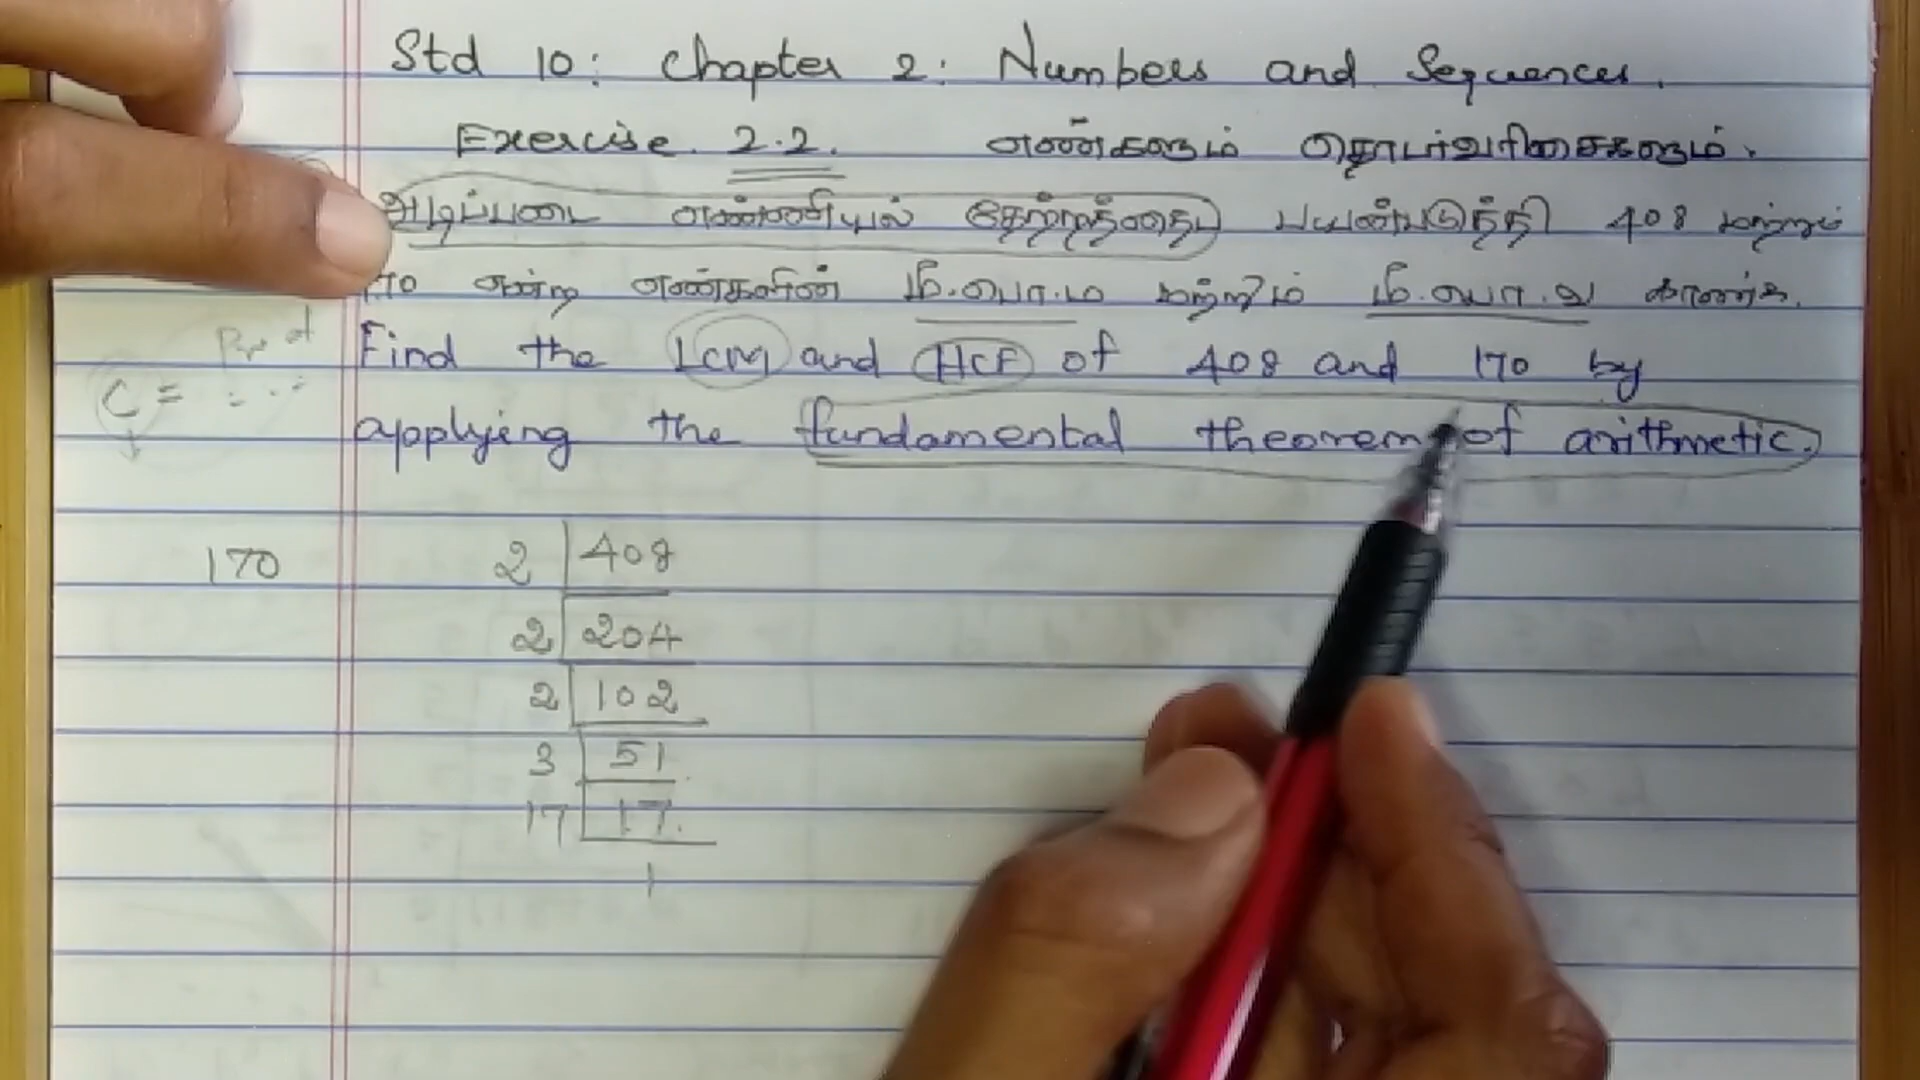 Std 10: Chapter 2: Numbers and Sequences.
Exercise 2.2. எண்களும் தொடர்வரிசைகளும்.
அடிப்படை எண்ணியல் தேற்றத்தைப் பயன்படுத்தி 408 மற்றும்
170 என்ற எண்களின் மீ.பொ.ம மற்றும் மீ.பொ.வ காண்க.
Find the LCM and HCF of 408 and 170 by
applying the fundamental theorem of arithmetic.
C =
170 2 408
2 204
2 102
3 51
17 17.
1